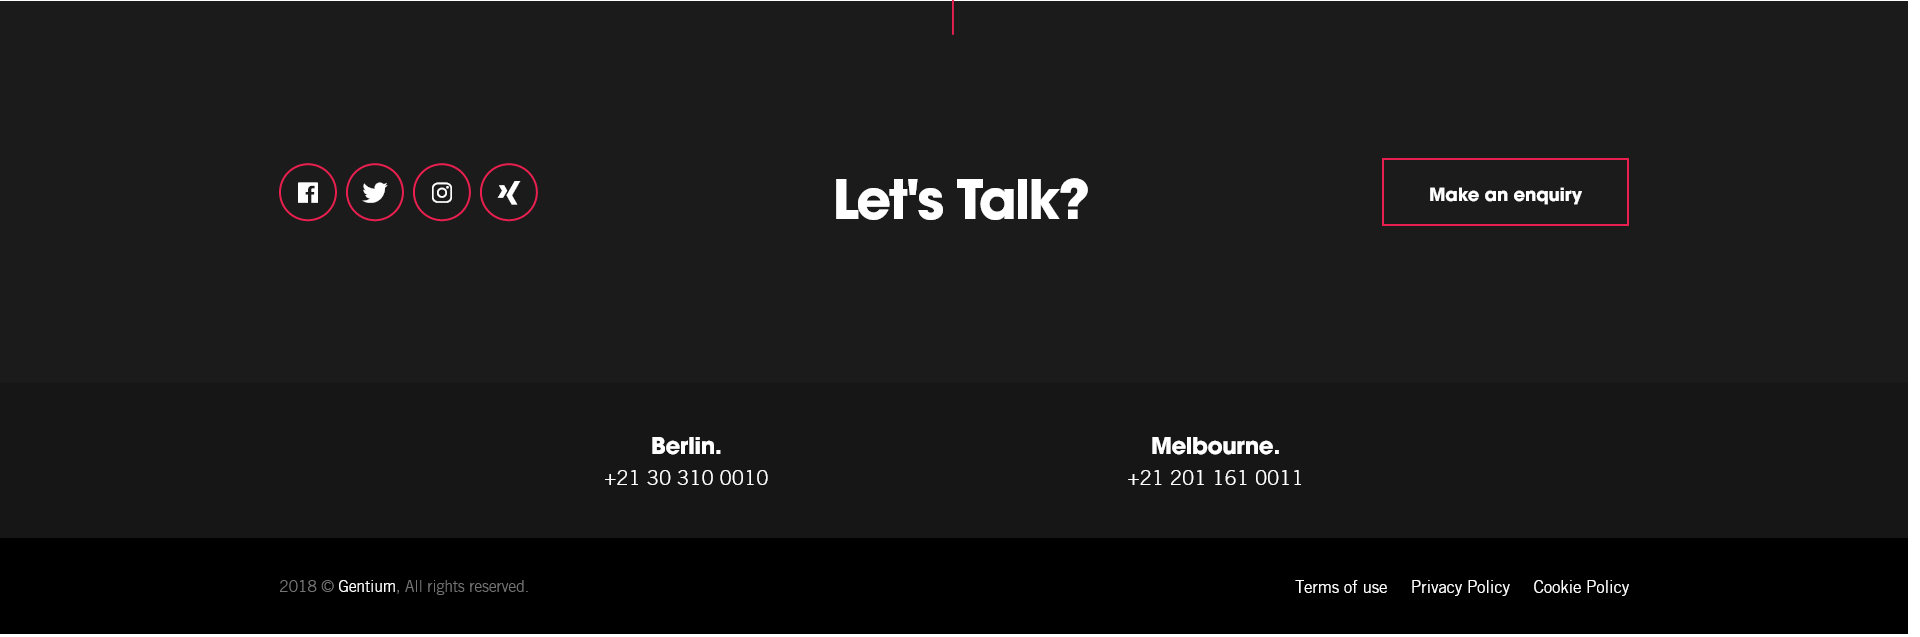 Let's Talk?
Make an enquiry
Berlin.
+21 30 310 0010
Melbourne.
+21 201 161 0011
2018 © Gentium, All rights reserved.
Terms of use Privacy Policy Cookie Policy